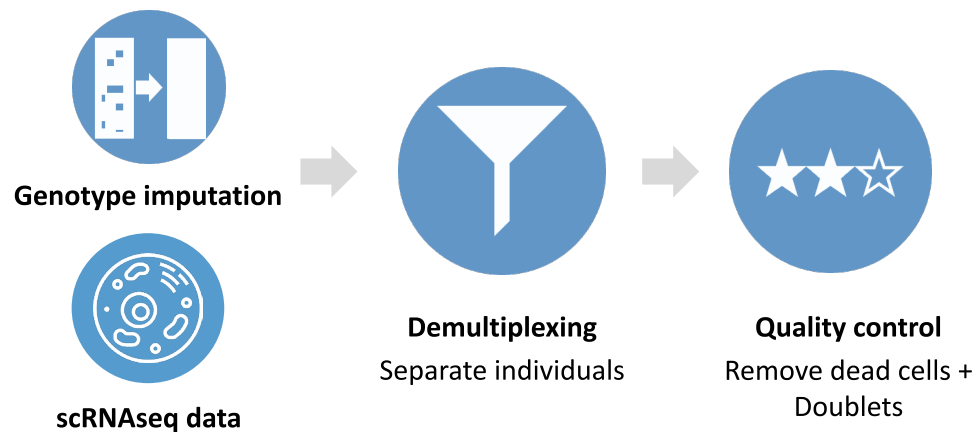 Genotype imputation
scRNAseq data
Demultiplexing
Separate individuals
Quality control
Remove dead cells +
Doublets